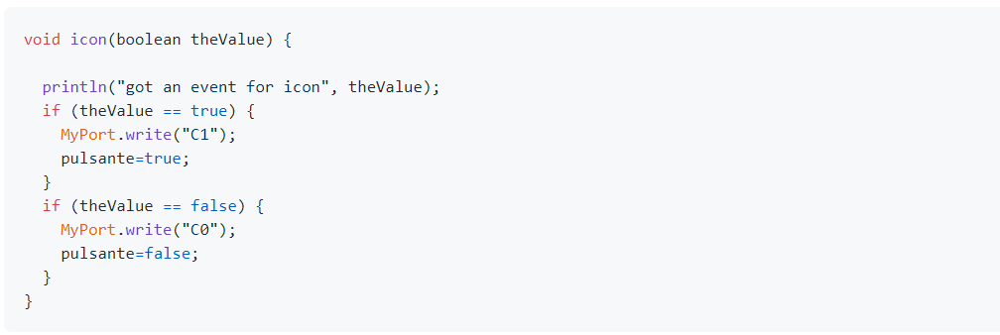 void icon(boolean theValue) {
println("got an event for icon", theValue);
if (theValue == true) {
MyPort.write("C1");
pulsante=true;
}
if (theValue == false) {
MyPort.write("C0");
pulsante=false;
}
}